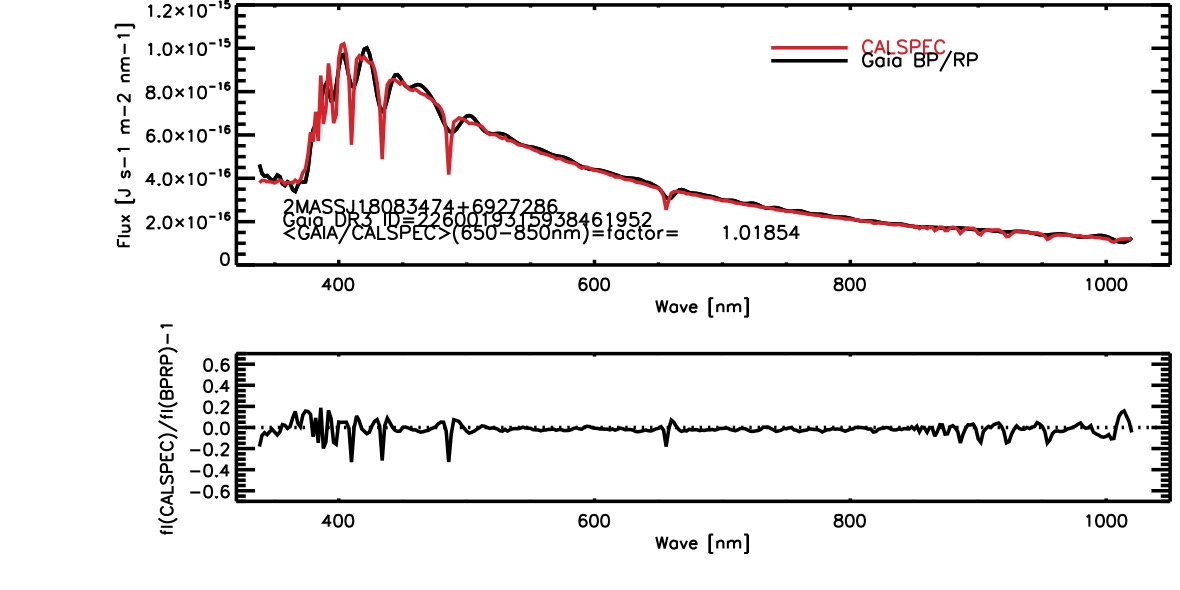 1.2×10−15
1.0×10−15
8.0×10−16
6.0×10−16
4.0×10−16
2.0×10−16
0
Flux [J s−1 m−2 nm−1]
CALSPEC
Gaia BP/RP
2MASSJ18083474+6927286
Gaia DR3 ID=2260019315938461952
<GAIA/CALSPEC>(650−850nm)=factor= 1.01854
400 600 800 1000
Wave [nm]
fl(CALSPEC)/fl(BPRP)−1
0.6
0.4
0.2
0.0
−0.2
−0.4
−0.6
400 600 800 1000
Wave [nm]